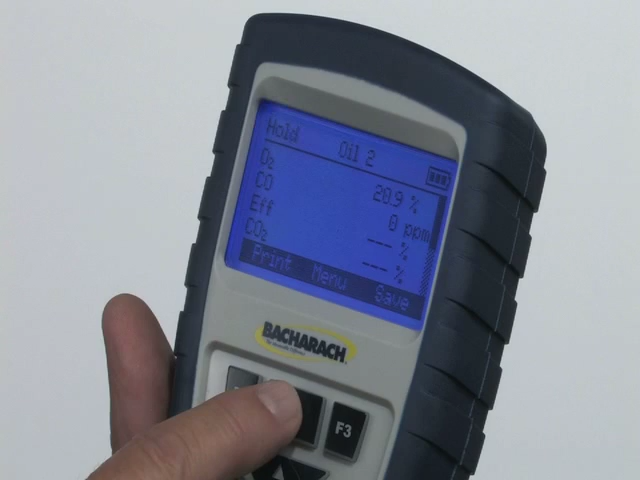 Hold Oil 2
O₂ 20.9 %
CO 0 ppm
Eff --- %
CO₂ --- %
Print Menu Save
BACHARACH
F3